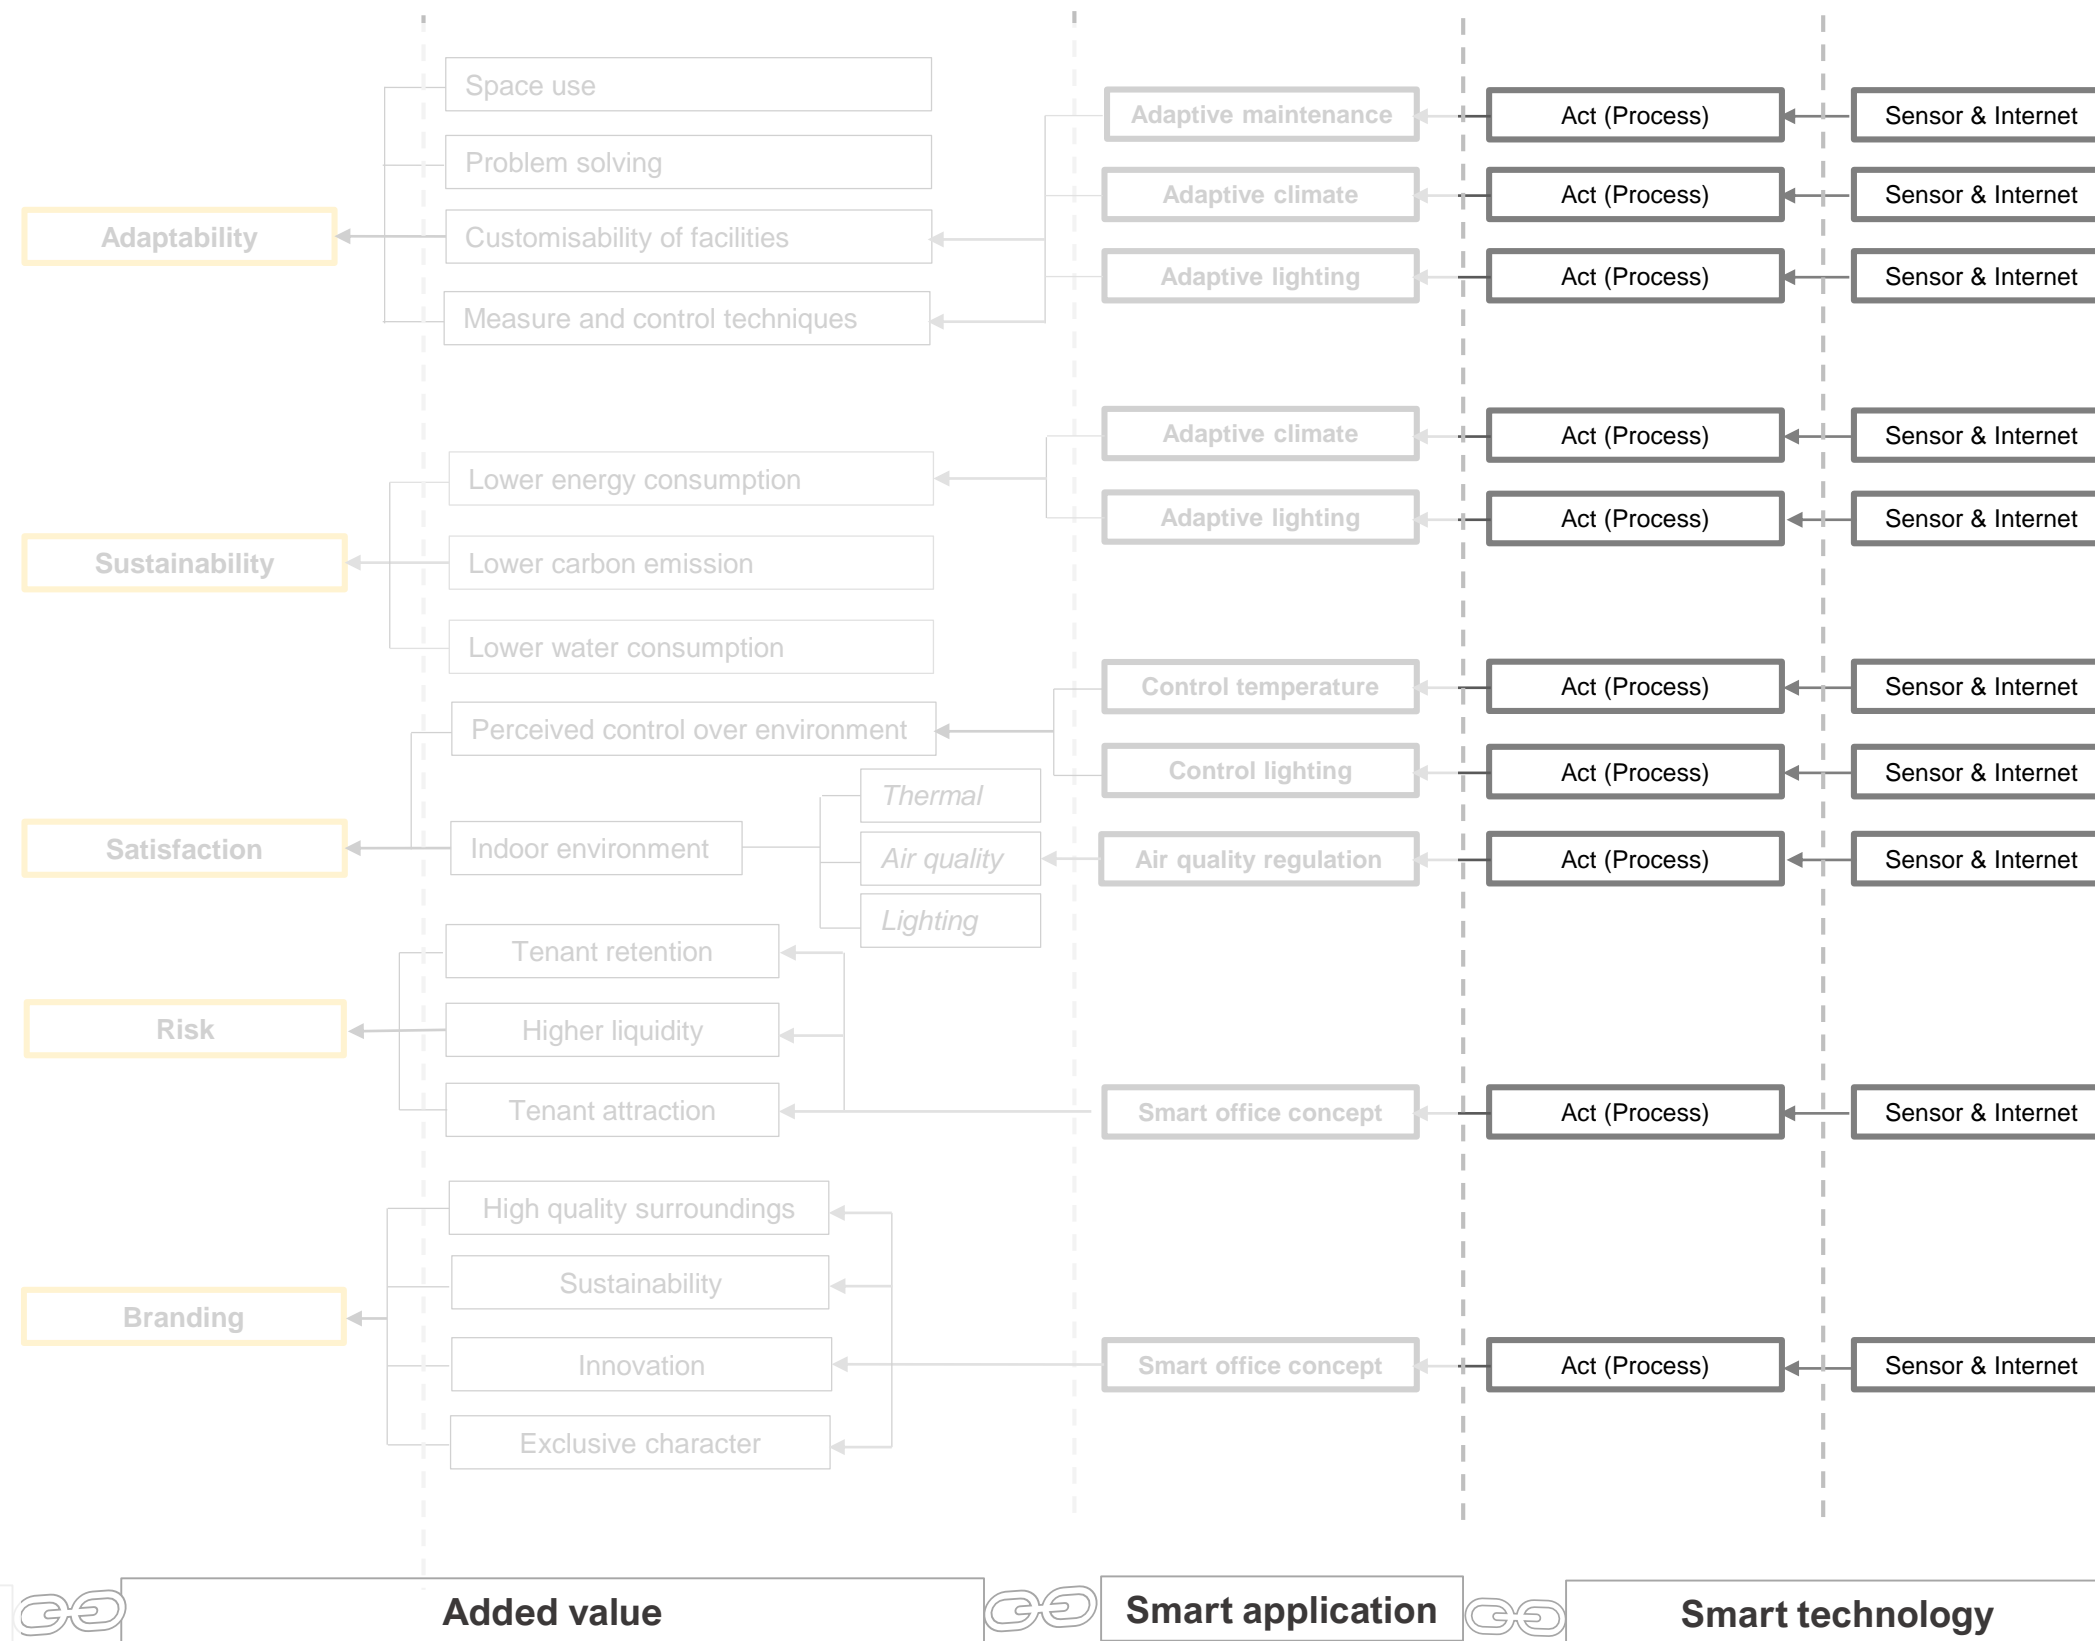 Space use
Adaptive maintenance
Act (Process)
Sensor & Internet
Problem solving
Adaptive climate
Act (Process)
Sensor & Internet
Adaptability
Customisability of facilities
Adaptive lighting
Act (Process)
Sensor & Internet
Measure and control techniques
Adaptive climate
Act (Process)
Sensor & Internet
Lower energy consumption
Adaptive lighting
Act (Process)
Sensor & Internet
Sustainability
Lower carbon emission
Lower water consumption
Control temperature
Act (Process)
Sensor & Internet
Perceived control over environment
Control lighting
Act (Process)
Sensor & Internet
Thermal
Satisfaction
Indoor environment
Air quality
Air quality regulation
Act (Process)
Sensor & Internet
Lighting
Tenant retention
Risk
Higher liquidity
Tenant attraction
Smart office concept
Act (Process)
Sensor & Internet
High quality surroundings
Sustainability
Branding
Innovation
Smart office concept
Act (Process)
Sensor & Internet
Exclusive character
Added value
Smart application
Smart technology